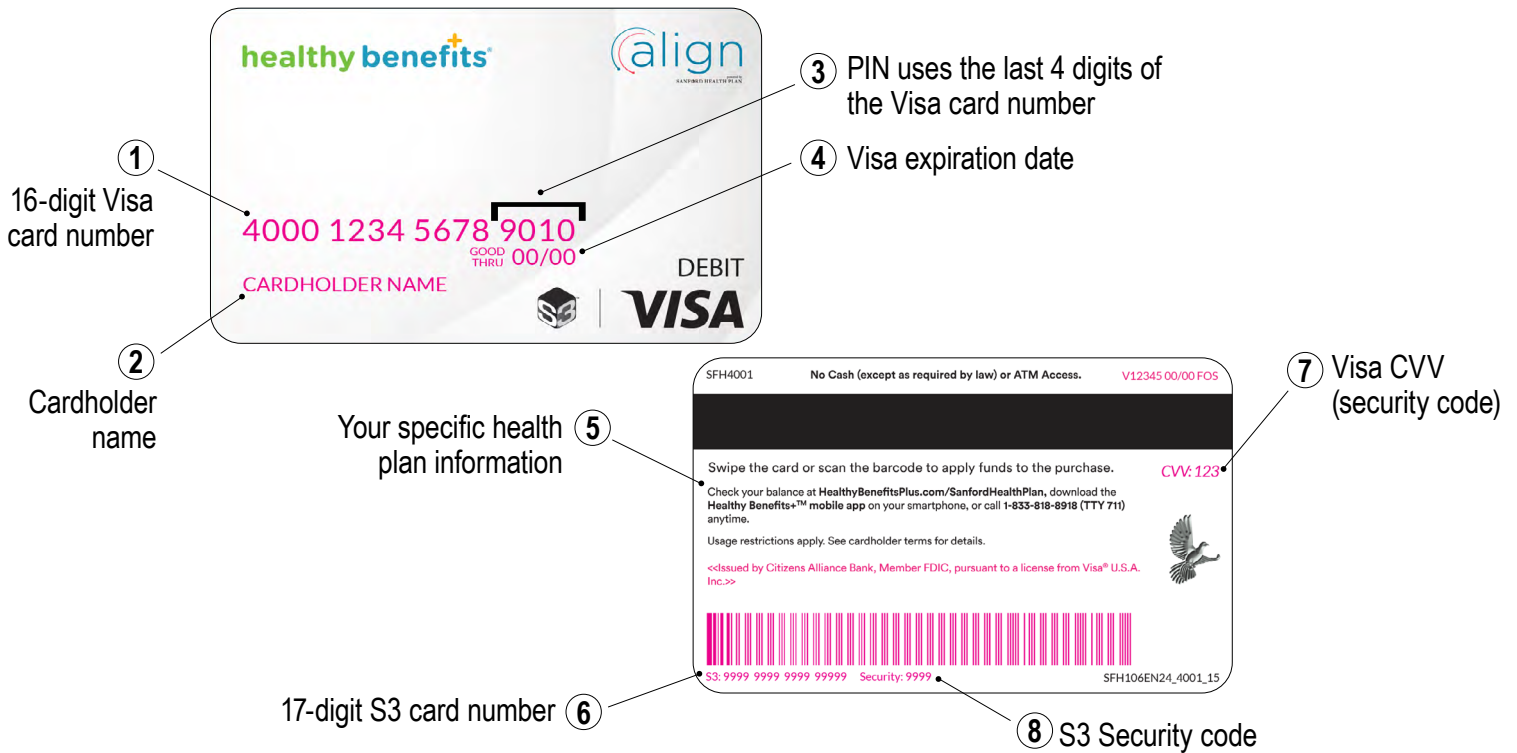 healthy benefits
align
SANFORD HEALTH PLAN
3 PIN uses the last 4 digits of
the Visa card number
4 Visa expiration date
1
16-digit Visa
card number
4000 1234 5678 9010
GOOD
THRU 00/00
CARDHOLDER NAME
DEBIT
S3 VISA
2
Cardholder
name
SFH4001 No Cash (except as required by law) or ATM Access. V12345 00/00 FOS
7 Visa CVV
(security code)
Your specific health 5
plan information
Swipe the card or scan the barcode to apply funds to the purchase.
CVV: 123
Check your balance at HealthyBenefitsPlus.com/SanfordHealthPlan, download the
Healthy Benefits+™ mobile app on your smartphone, or call 1-833-818-8918 (TTY 711)
anytime.
Usage restrictions apply. See cardholder terms for details.
<<Issued by Citizens Alliance Bank, Member FDIC, pursuant to a license from Visa® U.S.A.
Inc.>>
S3: 9999 9999 9999 99999 Security: 9999 SFH106EN24_4001_15
17-digit S3 card number 6
8 S3 Security code